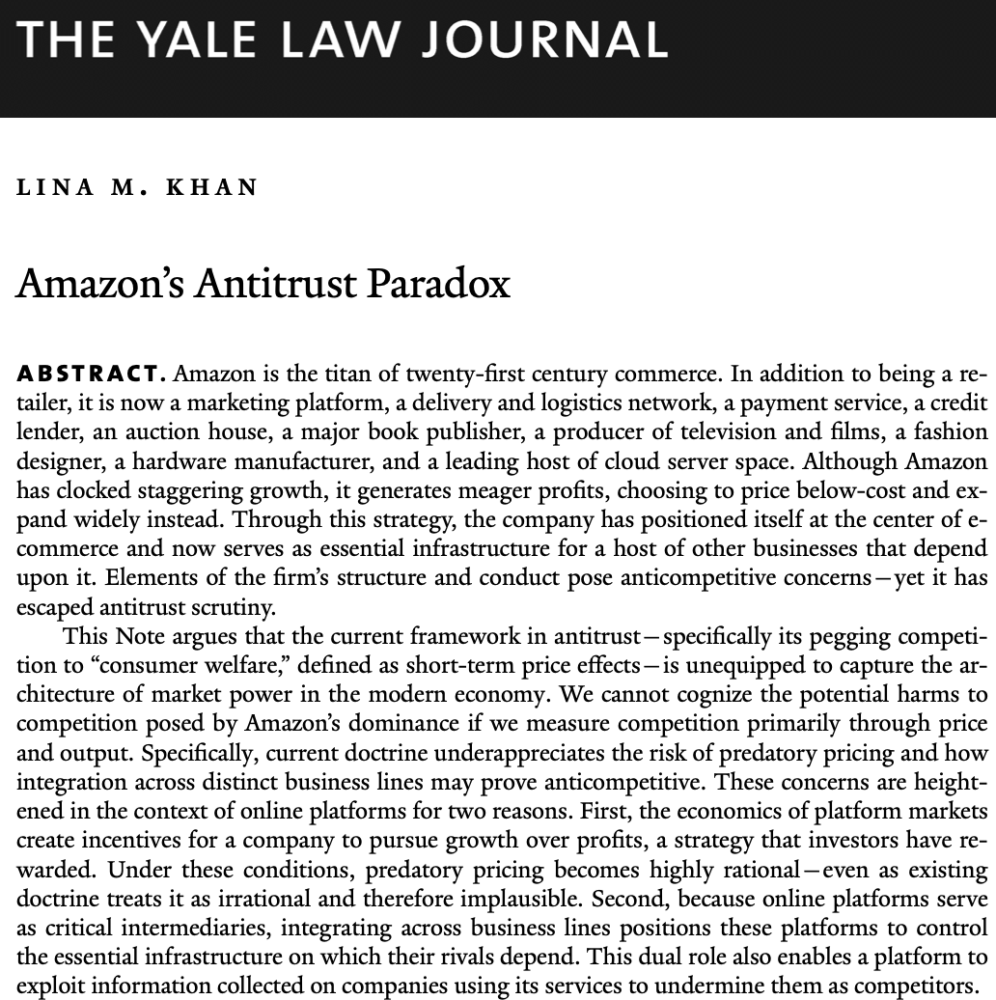 THE YALE LAW JOURNAL
LINA M. KHAN
Amazon’s Antitrust Paradox
ABSTRACT. Amazon is the titan of twenty-first century commerce. In addition to being a re-
tailer, it is now a marketing platform, a delivery and logistics network, a payment service, a credit
lender, an auction house, a major book publisher, a producer of television and films, a fashion
designer, a hardware manufacturer, and a leading host of cloud server space. Although Amazon
has clocked staggering growth, it generates meager profits, choosing to price below-cost and ex-
pand widely instead. Through this strategy, the company has positioned itself at the center of e-
commerce and now serves as essential infrastructure for a host of other businesses that depend
upon it. Elements of the firm’s structure and conduct pose anticompetitive concerns—yet it has
escaped antitrust scrutiny.
This Note argues that the current framework in antitrust—specifically its pegging competi-
tion to “consumer welfare,” defined as short-term price effects—is unequipped to capture the ar-
chitecture of market power in the modern economy. We cannot cognize the potential harms to
competition posed by Amazon’s dominance if we measure competition primarily through price
and output. Specifically, current doctrine underappreciates the risk of predatory pricing and how
integration across distinct business lines may prove anticompetitive. These concerns are height-
ened in the context of online platforms for two reasons. First, the economics of platform markets
create incentives for a company to pursue growth over profits, a strategy that investors have re-
warded. Under these conditions, predatory pricing becomes highly rational—even as existing
doctrine treats it as irrational and therefore implausible. Second, because online platforms serve
as critical intermediaries, integrating across business lines positions these platforms to control
the essential infrastructure on which their rivals depend. This dual role also enables a platform to
exploit information collected on companies using its services to undermine them as competitors.